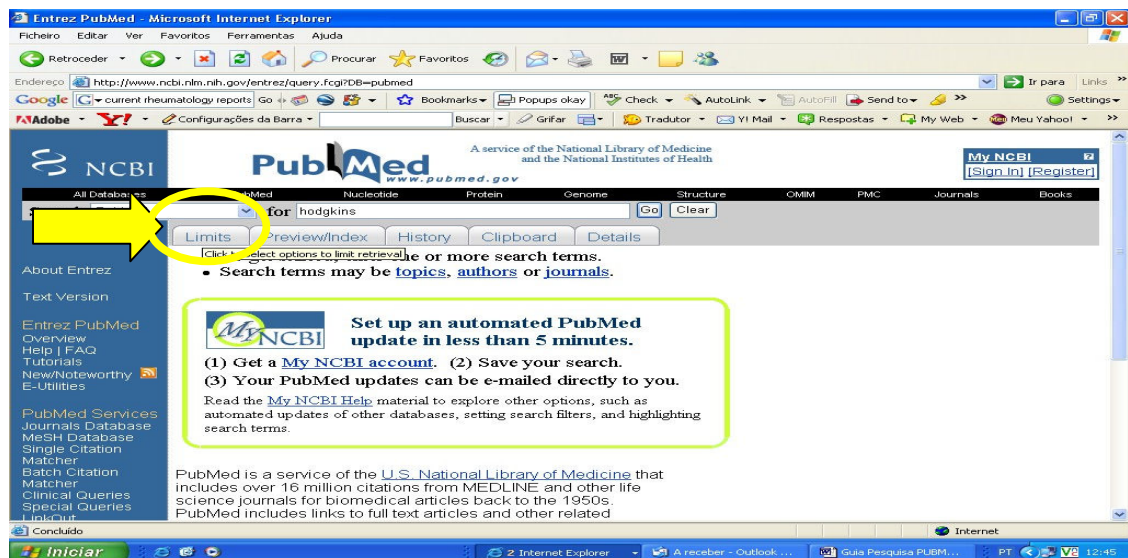 Entrez PubMed - Microsoft Internet Explorer
Ficheiro Editar Ver Favoritos Ferramentas Ajuda
Retroceder Procurar Favoritos
Endereço http://www.ncbi.nlm.nih.gov/entrez/query.fcgi?DB=pubmed Ir para Links »
Google G current rheumatology reports Go Bookmarks Popups okay Check AutoLink AutoFill Send to » Settings
Adobe Y! Configurações da Barra Buscar Grifar Tradutor Y! Mail Respostas My Web Meu Yahoo! »
NCBI
PubMed
www.pubmed.gov
A service of the National Library of Medicine
and the National Institutes of Health
My NCBI ?
[Sign In] [Register]
All Databases PubMed Nucleotide Protein Genome Structure OMIM PMC Journals Books
for hodgkins Go Clear
Limits Preview/Index History Clipboard Details
Click to select options to limit retrieval
or more search terms.
• Search terms may be topics, authors or journals.
About Entrez
Text Version
Entrez PubMed
Overview
Help | FAQ
Tutorials
New/Noteworthy
E-Utilities
PubMed Services
Journals Database
MeSH Database
Single Citation
Matcher
Batch Citation
Matcher
Clinical Queries
Special Queries
LinkOut
My NCBI
Set up an automated PubMed
update in less than 5 minutes.
(1) Get a My NCBI account. (2) Save your search.
(3) Your PubMed updates can be e-mailed directly to you.
Read the My NCBI Help material to explore other options, such as
automated updates of other databases, setting search filters, and highlighting
search terms.
PubMed is a service of the U.S. National Library of Medicine that
includes over 16 million citations from MEDLINE and other life
science journals for biomedical articles back to the 1950s.
PubMed includes links to full text articles and other related
Concluído Internet
Iniciar 2 Internet Explorer A receber - Outlook ... Guia Pesquisa PUBM... PT 12:45